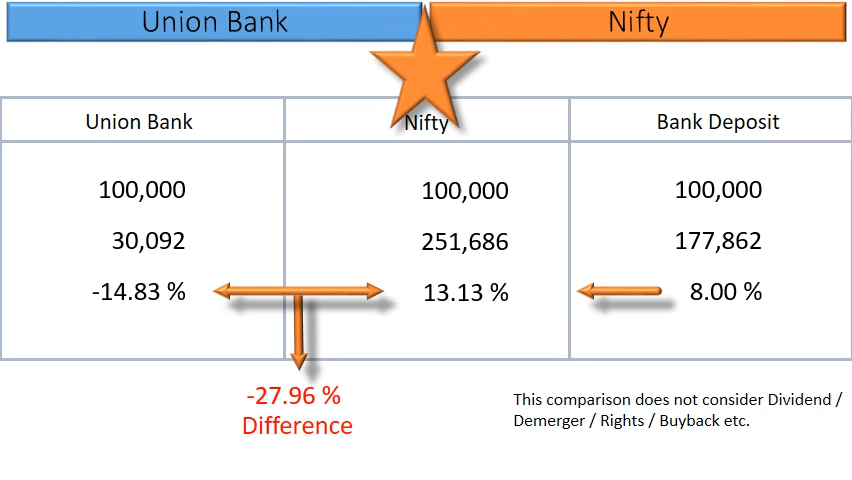 Union Bank
Nifty
Union Bank
Nifty
Bank Deposit
100,000
100,000
100,000
30,092
251,686
177,862
-14.83 %
13.13 %
8.00 %
-27.96 %
Difference
This comparison does not consider Dividend /
Demerger / Rights / Buyback etc.